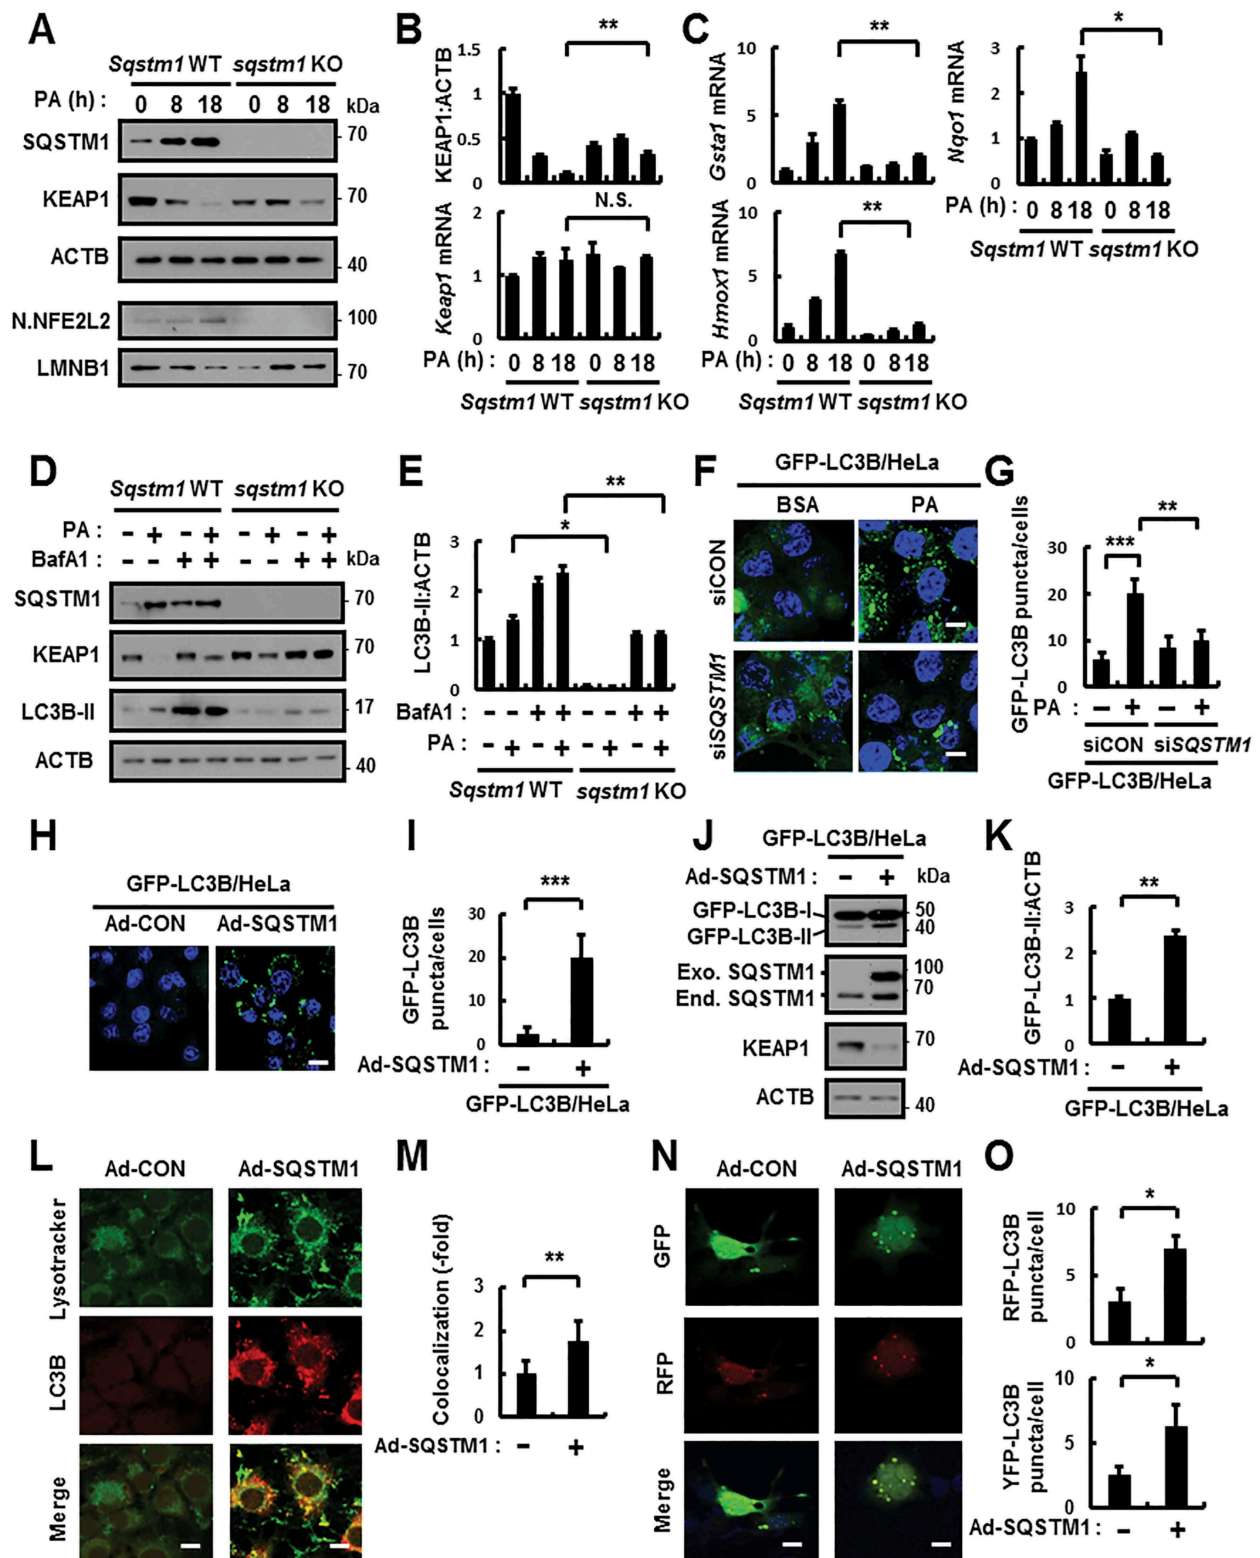 A
Sqstm1 WT sqstm1 KO
PA (h) : 0 8 18 0 8 18 kDa
SQSTM1 70
KEAP1 70
ACTB 40
N.NFE2L2 100
LMNB1 70
B
KEAP1:ACTB
1.5
1
0.5
0
**
Keap1 mRNA
2
1
0
N.S.
PA (h) : 0 8 18 0 8 18
Sqstm1 WT sqstm1 KO
C
Gsta1 mRNA
10
5
0
**
Hmox1 mRNA
10
5
0
**
PA (h) : 0 8 18 0 8 18
Sqstm1 WT sqstm1 KO
Nqo1 mRNA
3
2
1
0
*
PA (h) : 0 8 18 0 8 18
Sqstm1 WT sqstm1 KO
D
Sqstm1 WT sqstm1 KO
PA : - + - + - + - +
BafA1 : - - + + - - + + kDa
SQSTM1 70
KEAP1 70
LC3B-II 17
ACTB 40
E
LC3B-II:ACTB
3
2
1
0
*
**
BafA1 : - - + + - - + +
PA : - + - + - + - +
Sqstm1 WT sqstm1 KO
F
GFP-LC3B/HeLa
BSA PA
siCON
siSQSTM1
G
GFP-LC3B puncta/cells
30
20
10
0
***
**
PA : - + - +
siCON siSQSTM1
GFP-LC3B/HeLa
H
GFP-LC3B/HeLa
Ad-CON Ad-SQSTM1
I
GFP-LC3B
puncta/cells
30
20
10
0
***
Ad-SQSTM1 : - +
GFP-LC3B/HeLa
J
GFP-LC3B/HeLa
Ad-SQSTM1 : - + kDa
GFP-LC3B-I 50
GFP-LC3B-II 40
Exo. SQSTM1 100
End. SQSTM1 70
KEAP1 70
ACTB 40
K
GFP-LC3B-II:ACTB
3
2
1
0
**
Ad-SQSTM1 : - +
GFP-LC3B/HeLa
L
Ad-CON Ad-SQSTM1
Lysotracker
LC3B
Merge
M
Colocalization (-fold)
3
2
1
0
**
Ad-SQSTM1 : - +
N
Ad-CON Ad-SQSTM1
GFP
RFP
Merge
O
RFP-LC3B
puncta/cell
10
5
0
*
YFP-LC3B
puncta/cell
10
5
0
*
Ad-SQSTM1 : - +